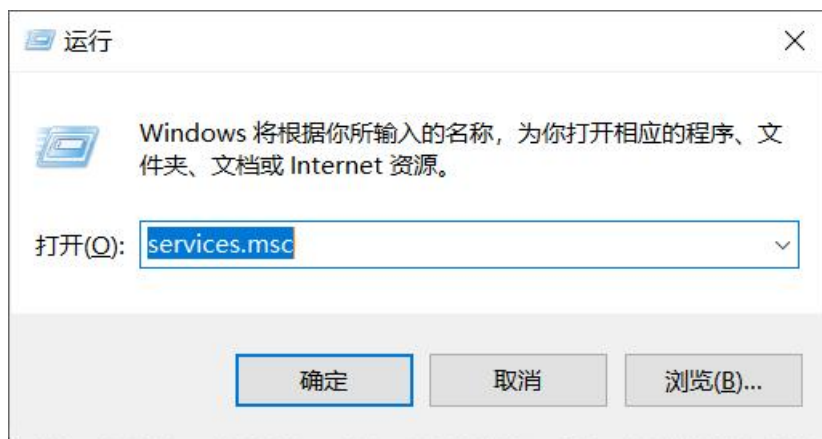 运行
Windows 将根据你所输入的名称，为你打开相应的程序、文
件夹、文档或 Internet 资源。
打开(O): services.msc
确定 取消 浏览(B)...